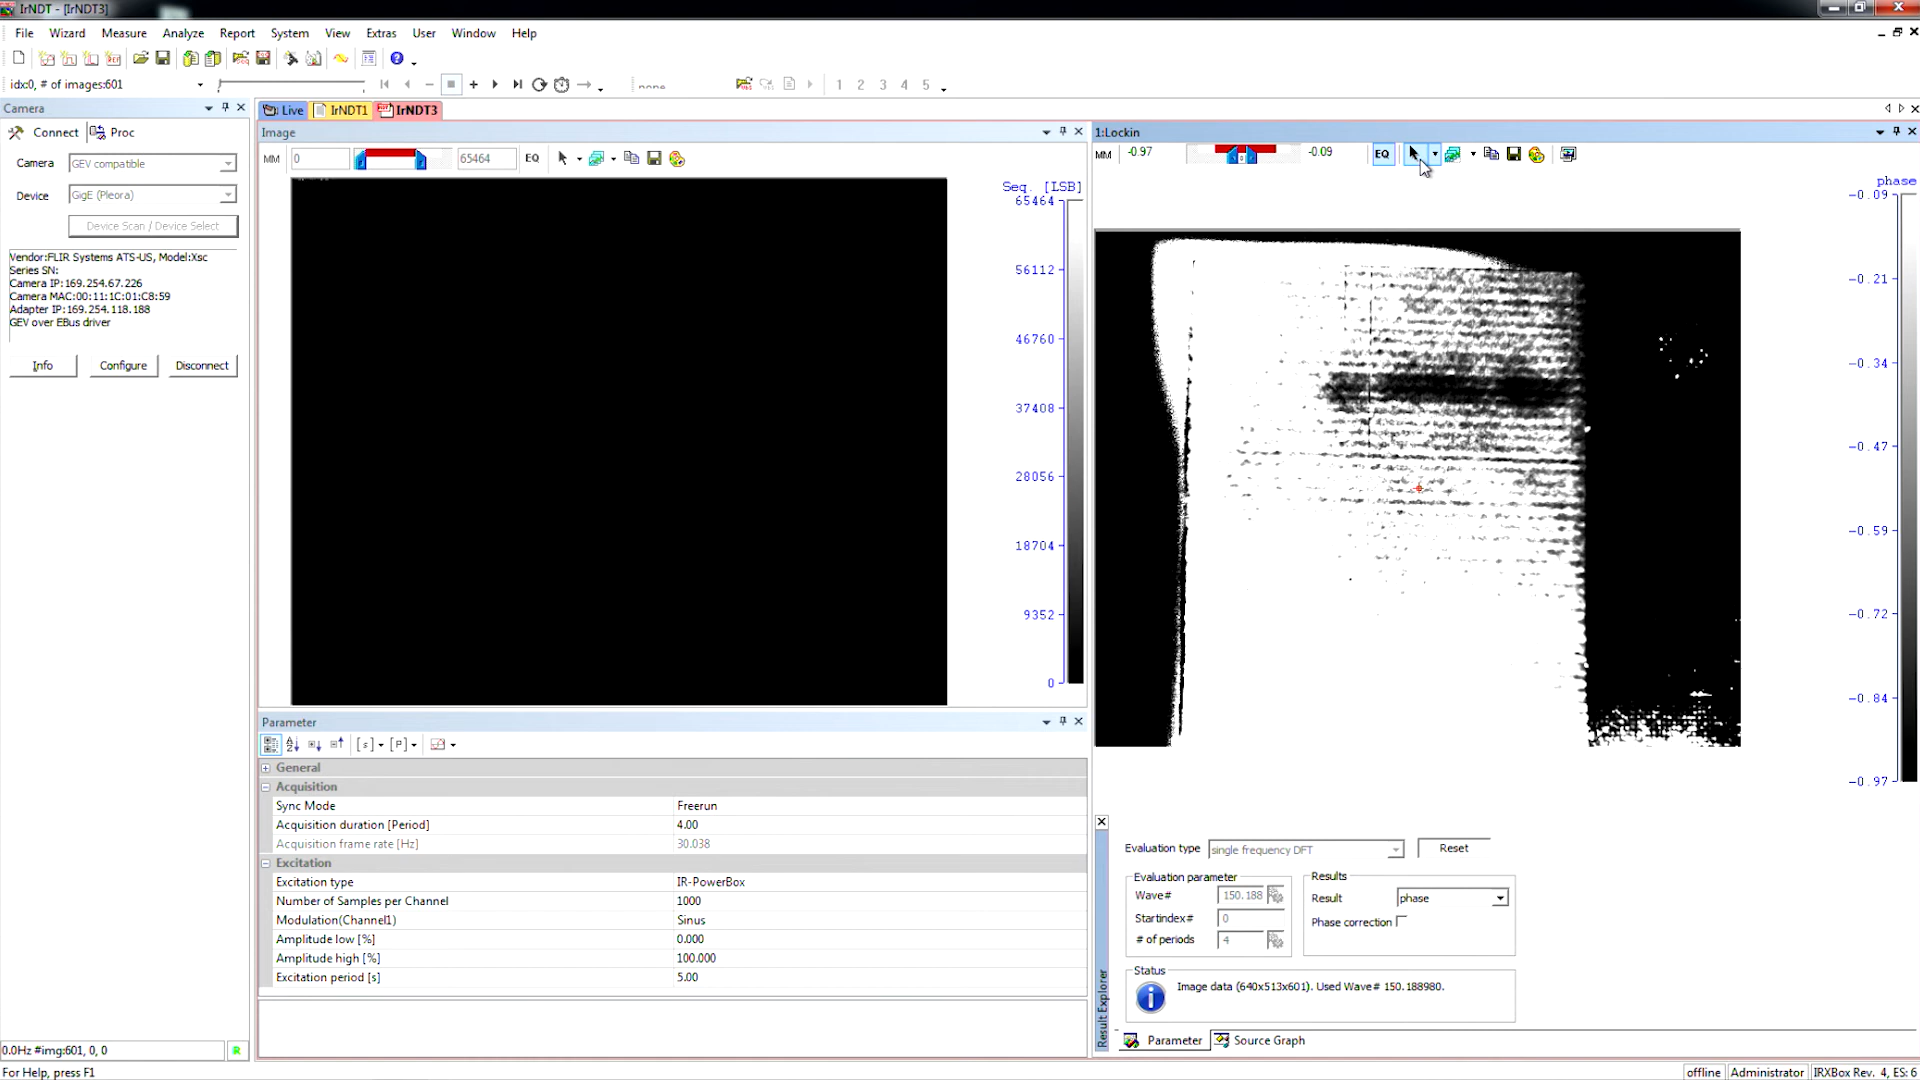 IrNDT - [IrNDT3]
File Wizard Measure Analyze Report System View Extras User Window Help
idx:0, # of images:601
none
1 2 3 4 5
Camera
Connect Proc
Camera GEV compatible
Device GigE (Pleora)
Device Scan / Device Select
Vendor:FLIR Systems ATS-US, Model:Xsc
Series SN:
Camera IP:169.254.67.226
Camera MAC:00:11:1C:01:C8:59
Adapter IP:169.254.118.188
GEV over EBus driver
Info Configure Disconnect
Live IrNDT1 IrNDT3
Image
MM 0 65464 EQ
Seq. [LSB]
65464
56112
46760
37408
28056
18704
9352
0
Parameter
[s] [P]
General
Acquisition
Sync Mode Freerun
Acquisition duration [Period] 4.00
Acquisition frame rate [Hz] 30.038
Excitation
Excitation type IR-PowerBox
Number of Samples per Channel 1000
Modulation(Channel1) Sinus
Amplitude low [%] 0.000
Amplitude high [%] 100.000
Excitation period [s] 5.00
1:Lockin
MM -0.97 -0.09 EQ
phase
-0.09
-0.21
-0.34
-0.47
-0.59
-0.72
-0.84
-0.97
Result Explorer
Evaluation type single frequency DFT Reset
Evaluation parameter
Wave# 150.188
Startindex# 0
# of periods 4
Results
Result phase
Phase correction
Status
Image data (640x513x601). Used Wave# 150.188980.
Parameter Source Graph
0.0Hz #img:601, 0, 0 R
For Help, press F1
offline Administrator IRXBox Rev. 4, ES: 6